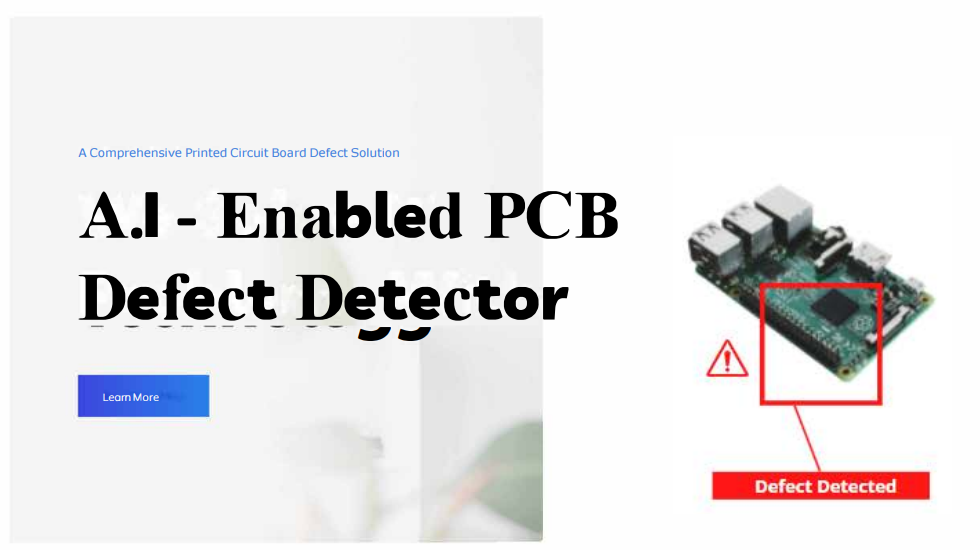 A Comprehensive Printed Circuit Board Defect Solution
A.I - Enabled PCB
Defect Detector
Learn More
Defect Detected